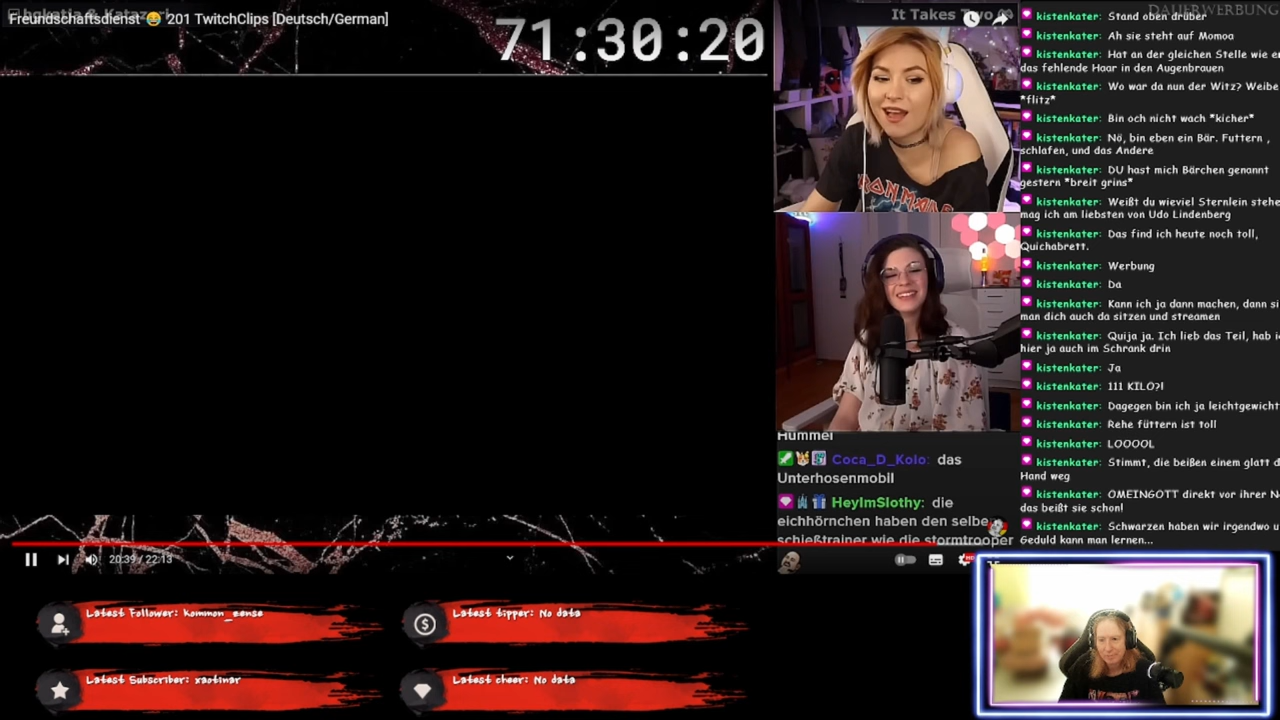 Freundschaftsdienst 😂 201 TwitchClips [Deutsch/German]
71:30:20
It Takes Two
DAUERWERBUNG
kistenkater: Stand oben drüber
kistenkater: Ah sie steht auf Momoa
kistenkater: Hat an der gleichen Stelle wie
das fehlende Haar in den Augenbrauen
kistenkater: Wo war da nun der Witz? Weibe
*flitz*
kistenkater: Bin och nicht wach *kicher*
kistenkater: Nö, bin eben ein Bär. Futtern ,
schlafen, und das Andere
kistenkater: DU hast mich Bärchen genannt
gestern *breit grins*
kistenkater: Weißt du wieviel Sternlein stehe
mag ich am liebsten von Udo Lindenberg
kistenkater: Das find ich heute noch toll,
Quichabrett.
kistenkater: Werbung
kistenkater: Da
kistenkater: Kann ich ja dann machen, dann si
man dich auch da sitzen und streamen
kistenkater: Quija ja. Ich lieb das Teil, hab
hier ja auch im Schrank drin
kistenkater: Ja
kistenkater: 111 KILO?!
kistenkater: Dagegen bin ich ja leichtgewicht
kistenkater: Rehe füttern ist toll
kistenkater: LOOOOL
kistenkater: Stimmt, die beißen einem glatt d
Hand weg
kistenkater: OMEINGOTT direkt vor ihrer N
das beißt sie schon!
kistenkater: Schwarzen haben wir irgendwo u
Geduld kann man lernen...
Hummel
Coca_D_Kolo: das
Unterhosenmobil
HeyImSlothy: die
eichhörnchen haben den selbe
schießtrainer wie die stormtrooper
20:39 / 22:13
Latest Follower: Kommon_sense
Latest tipper: No data
Latest Subscriber: xaotinar
Latest cheer: No data